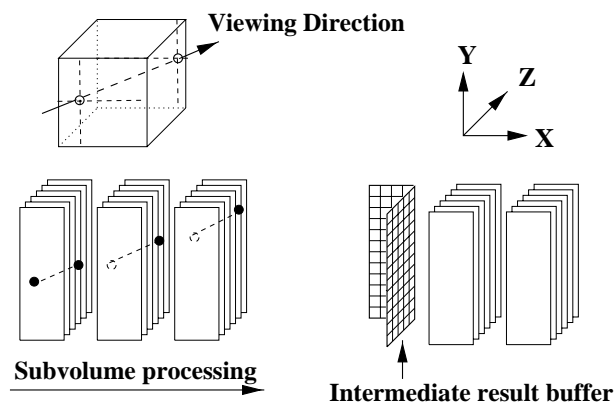 Viewing Direction
Y
Z
X
Subvolume processing
Intermediate result buffer